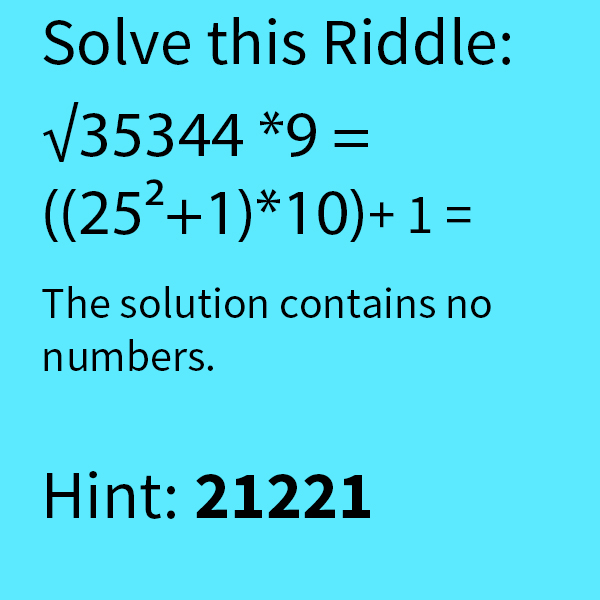 Solve this Riddle:
√35344 *9 =
((25²+1)*10)+ 1 =
The solution contains no
numbers.
Hint: 21221